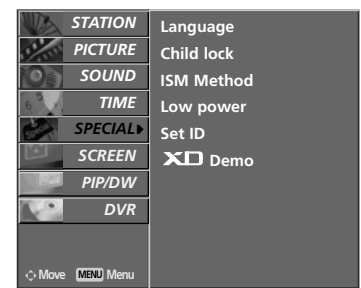 STATION
PICTURE
SOUND
TIME
SPECIAL
SCREEN
PIP/DW
DVR
Move MENU Menu
Language
Child lock
ISM Method
Low power
Set ID
XD Demo